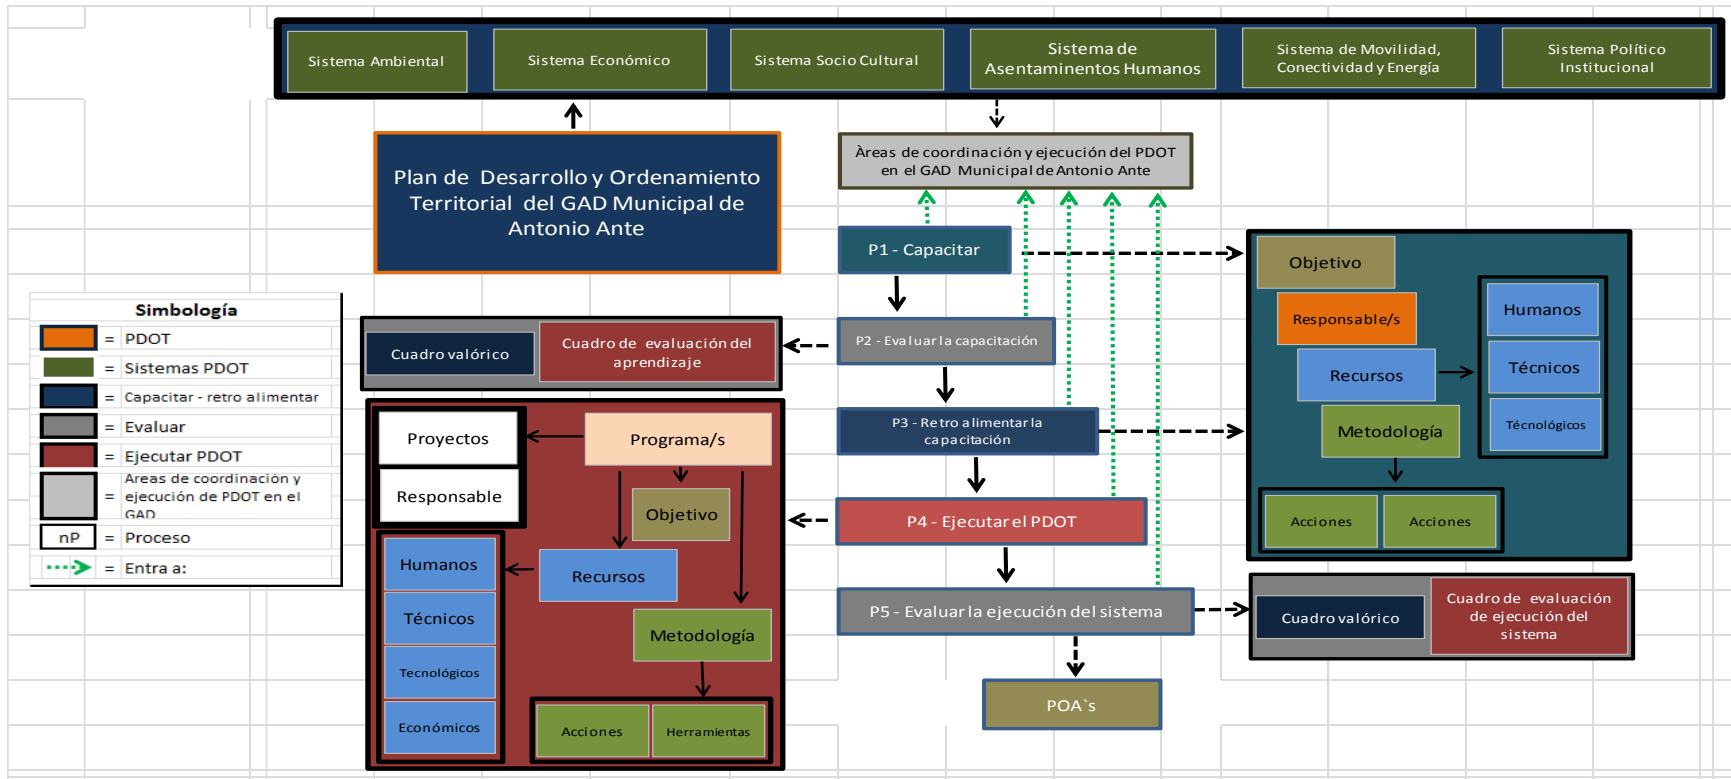 Sistema Ambiental
Sistema Económico
Sistema Socio Cultural
Sistema de
Asentaminentos Humanos
Sistema de Movilidad,
Conectividad y Energía
Sistema Político
Institucional
Plan de Desarrollo y Ordenamiento
Territorial del GAD Municipal de
Antonio Ante
Àreas de coordinación y ejecución del PDOT
en el GAD Municipal de Antonio Ante
P1 - Capacitar
P2 - Evaluar la capacitación
P3 - Retro alimentar la
capacitación
P4 - Ejecutar el PDOT
P5 - Evaluar la ejecución del sistema
POA`s
Simbología
= PDOT
= Sistemas PDOT
= Capacitar - retro alimentar
= Evaluar
= Ejecutar PDOT
= Areas de coordinación y
ejecución de PDOT en el
GAD
nP = Proceso
= Entra a:
Cuadro valórico
Cuadro de evaluación del
aprendizaje
Proyectos
Responsable
Programa/s
Objetivo
Recursos
Humanos
Técnicos
Tecnológicos
Económicos
Metodología
Acciones
Herramientas
Objetivo
Responsable/s
Recursos
Metodología
Humanos
Técnicos
Técnológicos
Acciones
Acciones
Cuadro valórico
Cuadro de evaluación
de ejecución del
sistema